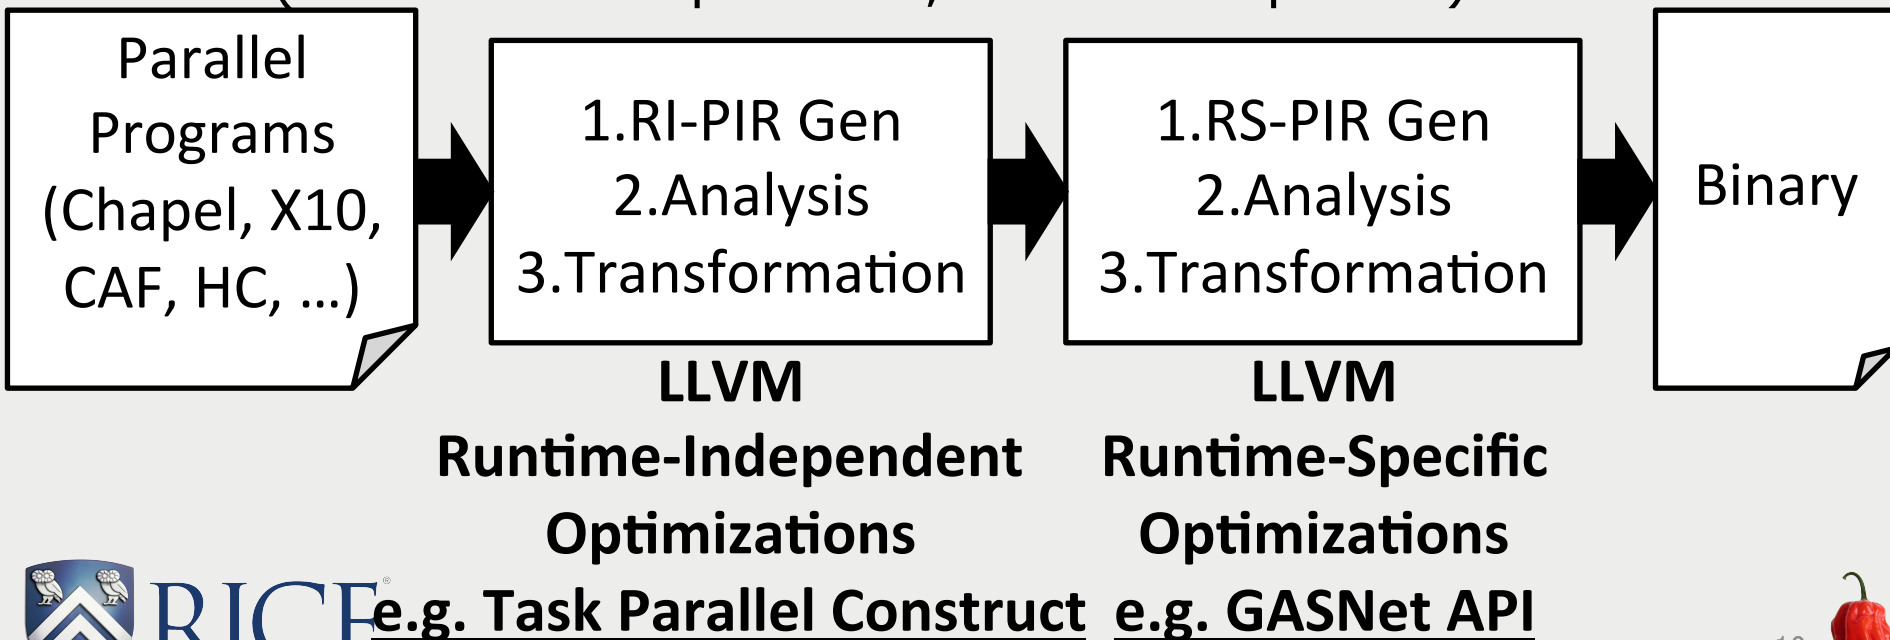 Parallel
Programs
(Chapel, X10,
CAF, HC, …)
1.RI-PIR Gen
2.Analysis
3.Transformation
1.RS-PIR Gen
2.Analysis
3.Transformation
Binary
LLVM
Runtime-Independent
Optimizations
e.g. Task Parallel Construct
LLVM
Runtime-Specific
Optimizations
e.g. GASNet API
RICE